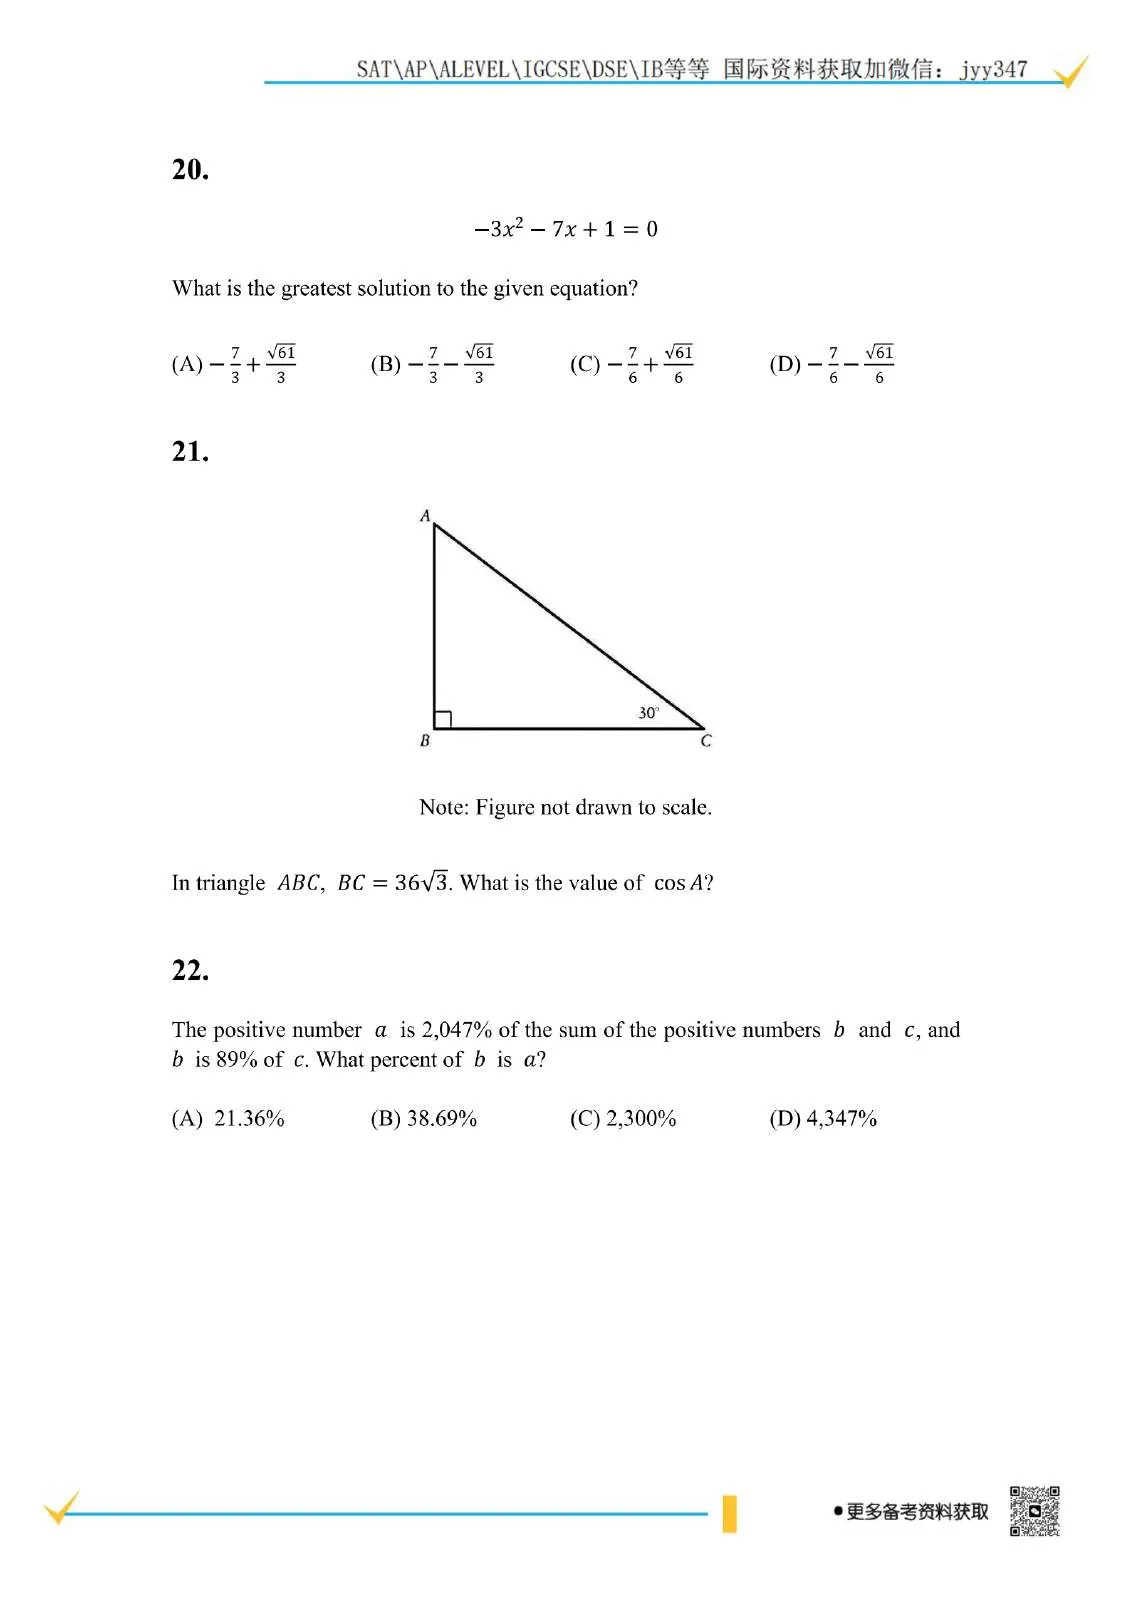 SAT\AP\ALEVEL\IGCSE\DSE\IB等等 国际资料获取加微信：jyy347
20.
−3x² − 7x + 1 = 0
What is the greatest solution to the given equation?
(A) −7/3 + √61/3 (B) −7/3 − √61/3 (C) −7/6 + √61/6 (D) −7/6 − √61/6
21.
A
30°
B C
Note: Figure not drawn to scale.
In triangle ABC, BC = 36√3. What is the value of cos A?
22.
The positive number a is 2,047% of the sum of the positive numbers b and c, and
b is 89% of c. What percent of b is a?
(A) 21.36% (B) 38.69% (C) 2,300% (D) 4,347%
•更多备考资料获取